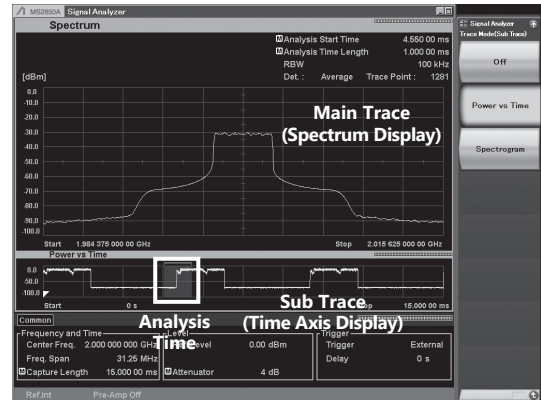 MS2850A Signal Analyzer
Spectrum
Analysis Start Time 4.550 00 ms
Analysis Time Length 1.000 00 ms
RBW 100 kHz
[dBm] Det. : Average Trace Point : 1281
0.0
-10.0
-20.0
-30.0
-40.0
-50.0
-60.0
-70.0
-80.0
-90.0
-100.0
Main Trace
(Spectrum Display)
Start 1.984 375 000 00 GHz Stop 2.015 625 000 00 GHz
Power vs Time
0.0
-50.0
-100.0
Start 0 s 15.000 00 ms
Sub Trace
(Time Axis Display)
Analysis
Time
Common
Frequency and Time
Center Freq. 2.000 000 000 GHz
Freq. Span 31.25 MHz
Capture Length 15.000 00 ms
Level
0.00 dBm
Attenuator 4 dB
Trigger
Trigger External
Delay 0 s
Ref.Int Pre-Amp Off
Signal Analyzer
Trace Mode(Sub Trace)
Off
Power vs Time
Spectrogram